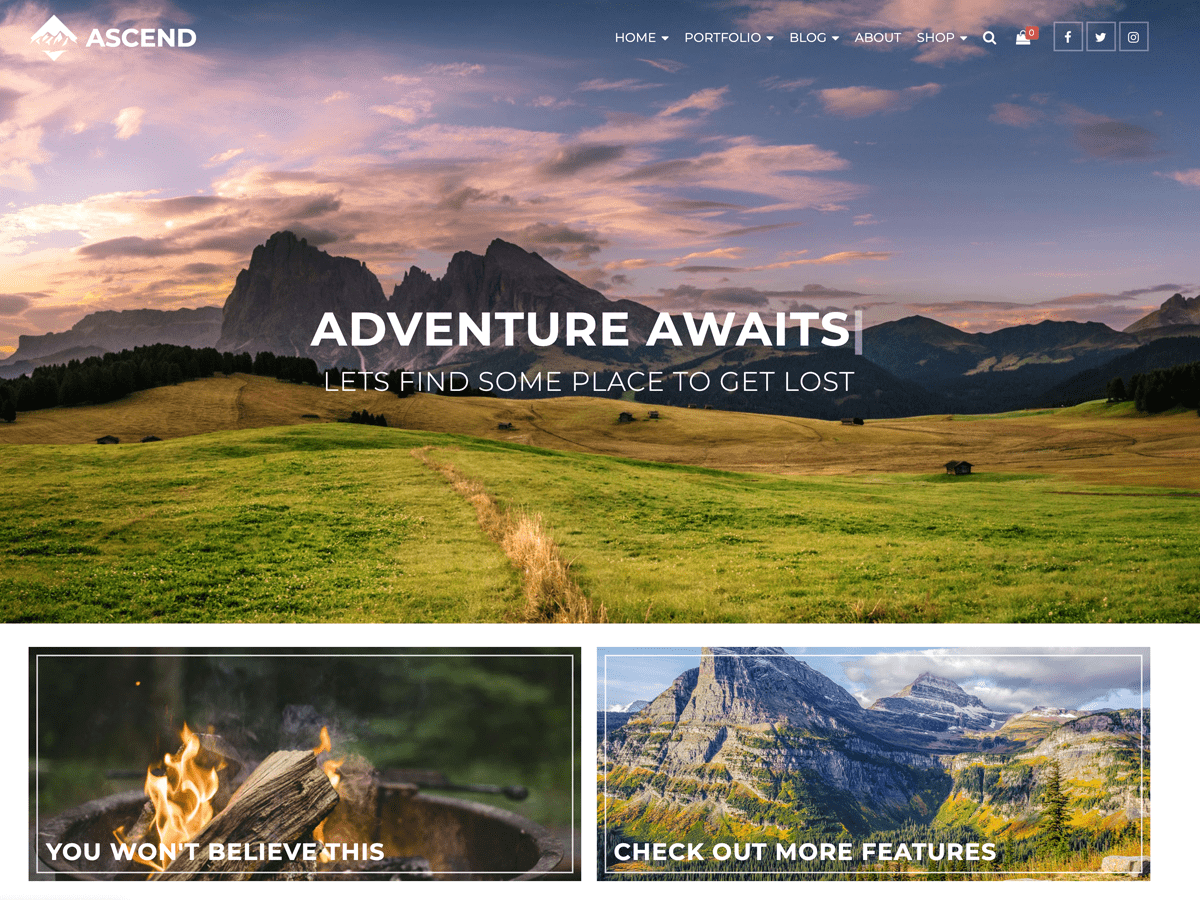 ASCEND
HOME PORTFOLIO BLOG ABOUT SHOP 0
ADVENTURE AWAITS
LETS FIND SOME PLACE TO GET LOST
YOU WON'T BELIEVE THIS
CHECK OUT MORE FEATURES